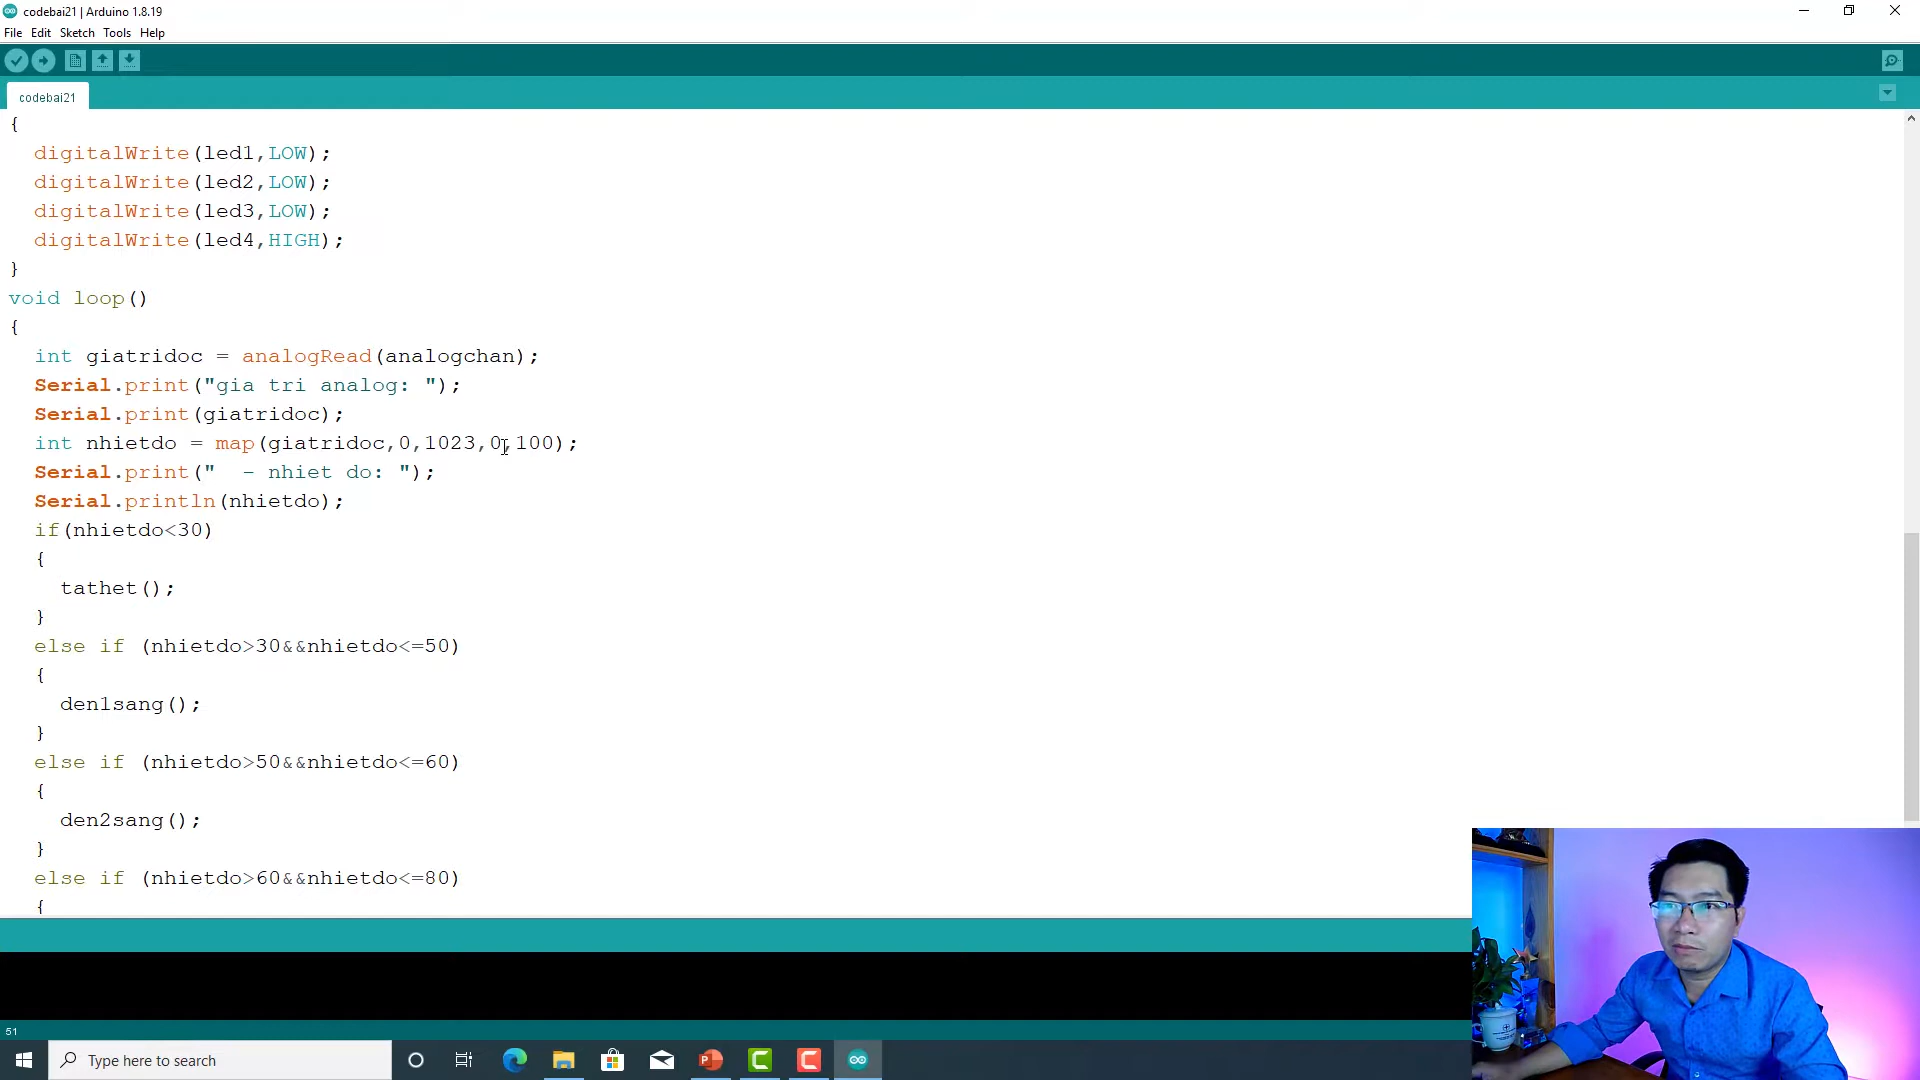 codebai21 | Arduino 1.8.19
File Edit Sketch Tools Help
codebai21
{
digitalWrite(led1,LOW);
digitalWrite(led2,LOW);
digitalWrite(led3,LOW);
digitalWrite(led4,HIGH);
}
void loop()
{
int giatridoc = analogRead(analogchan);
Serial.print("gia tri analog: ");
Serial.print(giatridoc);
int nhietdo = map(giatridoc,0,1023,0,100);
Serial.print("  - nhiet do: ");
Serial.println(nhietdo);
if(nhietdo<30)
{
tathet();
}
else if (nhietdo>30&&nhietdo<=50)
{
den1sang();
}
else if (nhietdo>50&&nhietdo<=60)
{
den2sang();
}
else if (nhietdo>60&&nhietdo<=80)
{
51
Type here to search